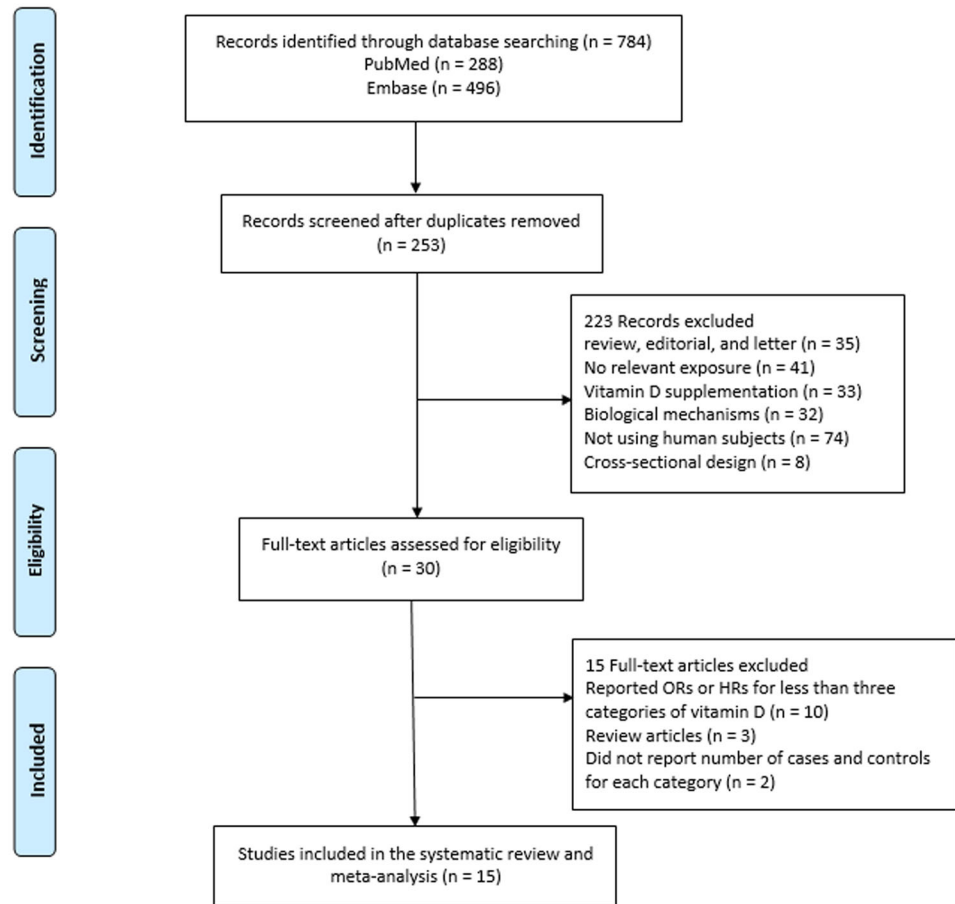 Identification
Records identified through database searching (n = 784)
PubMed (n = 288)
Embase (n = 496)
Screening
Records screened after duplicates removed
(n = 253)
223 Records excluded
review, editorial, and letter (n = 35)
No relevant exposure (n = 41)
Vitamin D supplementation (n = 33)
Biological mechanisms (n = 32)
Not using human subjects (n = 74)
Cross-sectional design (n = 8)
Eligibility
Full-text articles assessed for eligibility
(n = 30)
Included
15 Full-text articles excluded
Reported ORs or HRs for less than three
categories of vitamin D (n = 10)
Review articles (n = 3)
Did not report number of cases and controls
for each category (n = 2)
Studies included in the systematic review and
meta-analysis (n = 15)